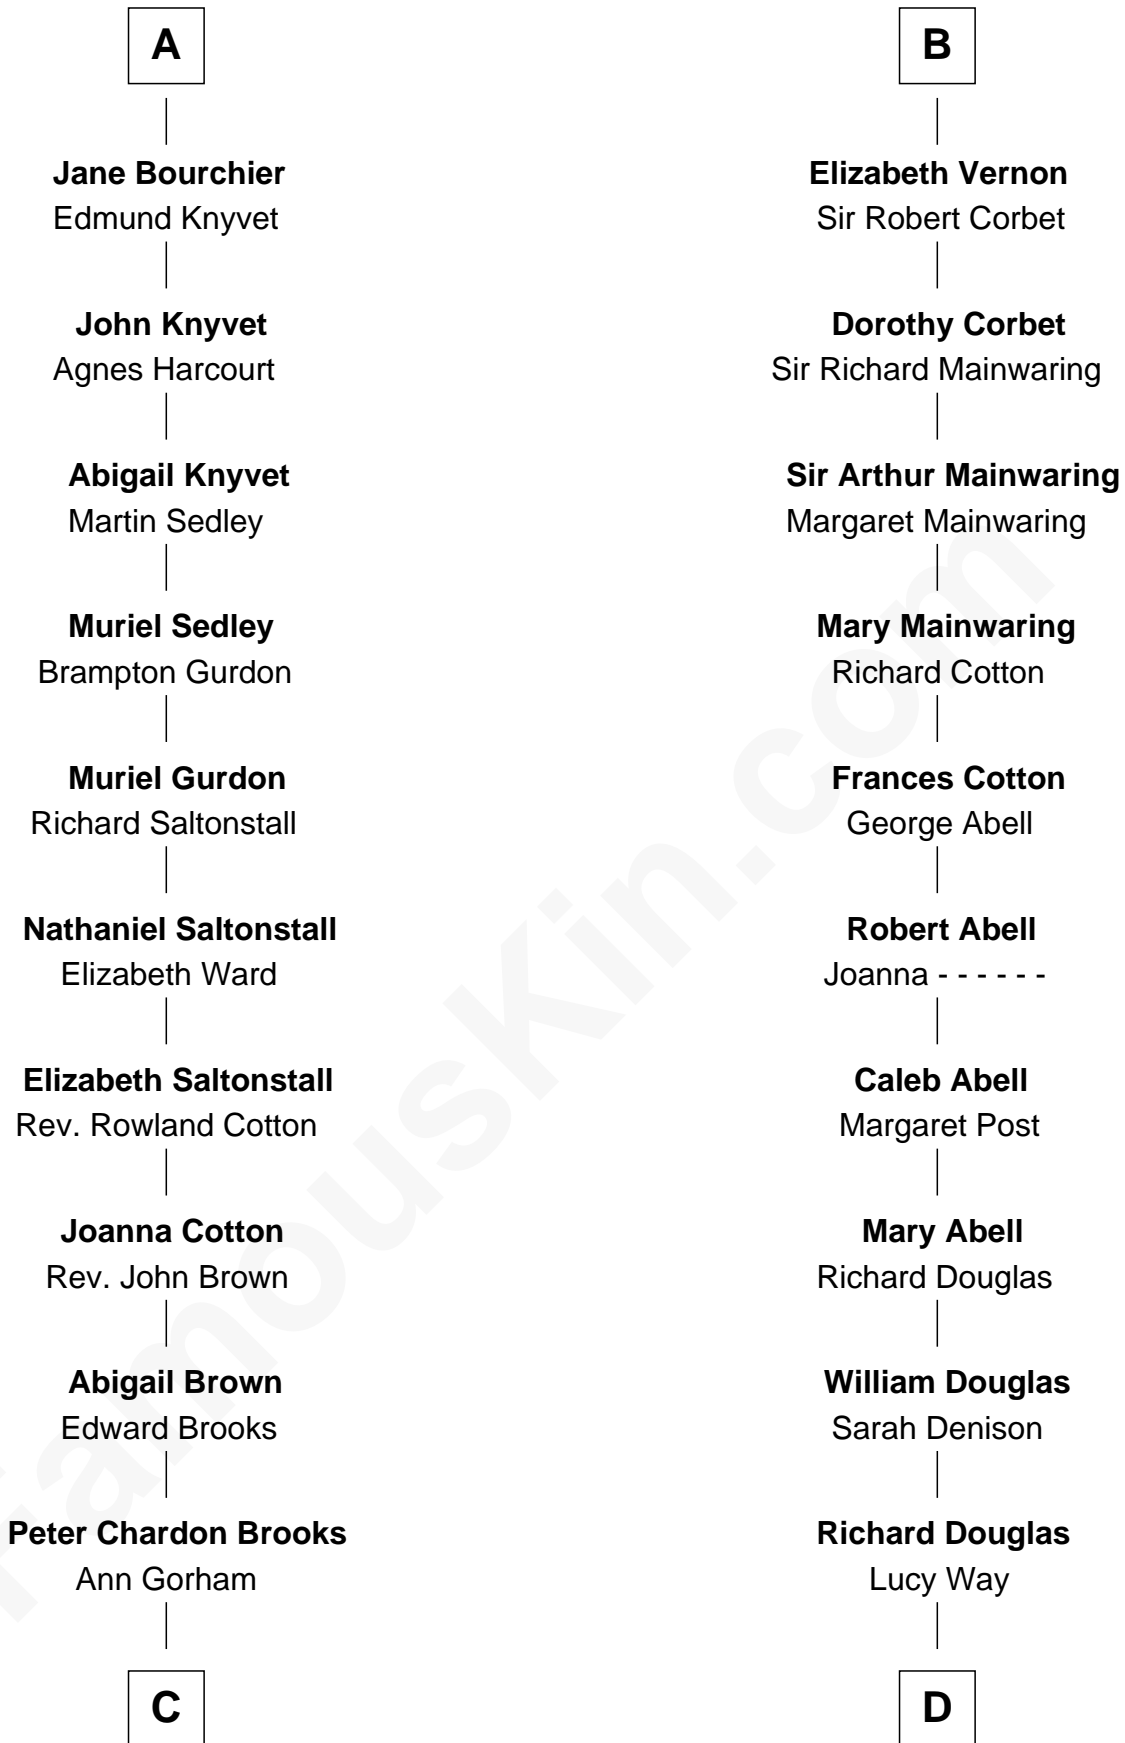 A
Jane Bourchier
Edmund Knyvet
John Knyvet
Agnes Harcourt
Abigail Knyvet
Martin Sedley
Muriel Sedley
Brampton Gurdon
Muriel Gurdon
Richard Saltonstall
Nathaniel Saltonstall
Elizabeth Ward
Elizabeth Saltonstall
Rev. Rowland Cotton
Joanna Cotton
Rev. John Brown
Abigail Brown
Edward Brooks
Peter Chardon Brooks
Ann Gorham
C
B
Elizabeth Vernon
Sir Robert Corbet
Dorothy Corbet
Sir Richard Mainwaring
Sir Arthur Mainwaring
Margaret Mainwaring
Mary Mainwaring
Richard Cotton
Frances Cotton
George Abell
Robert Abell
Joanna - - - - - -
Caleb Abell
Margaret Post
Mary Abell
Richard Douglas
William Douglas
Sarah Denison
Richard Douglas
Lucy Way
D
FamousKin.com